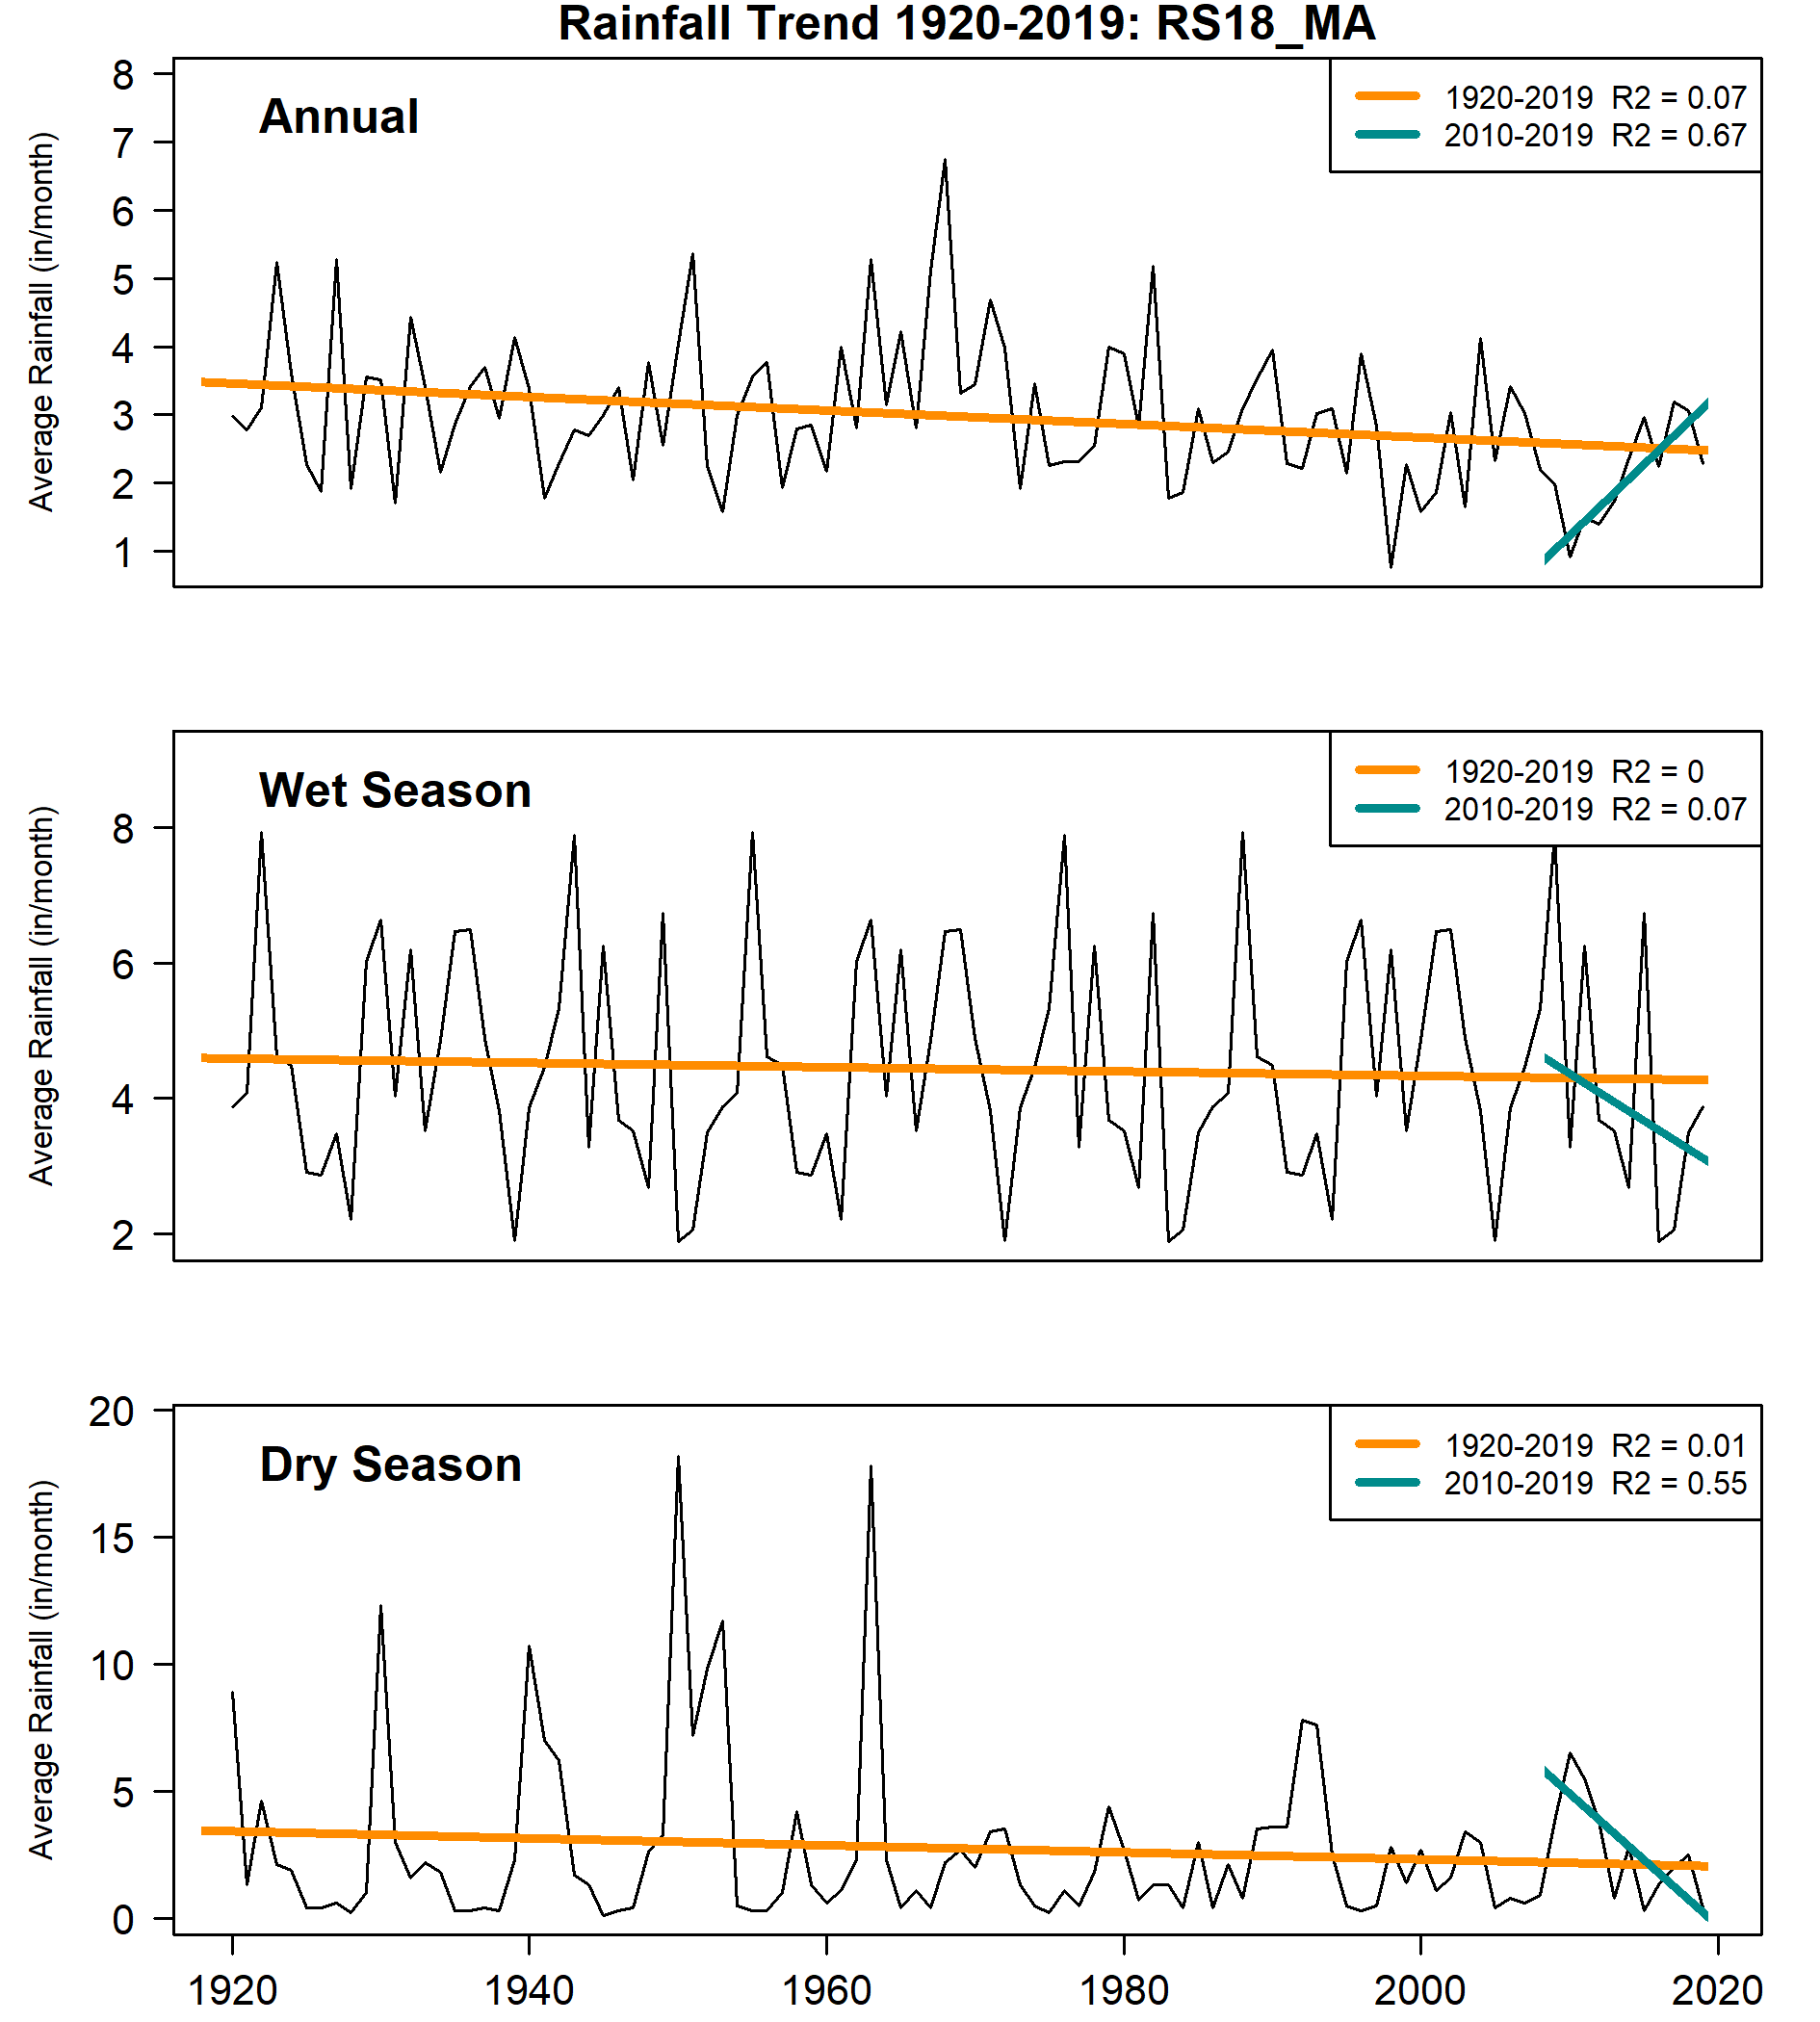 Rainfall Trend 1920-2019: RS18_MA
Annual
1920-2019 R2 = 0.07
2010-2019 R2 = 0.67
Average Rainfall (in/month)
8
7
6
5
4
3
2
1
Wet Season
1920-2019 R2 = 0
2010-2019 R2 = 0.07
Average Rainfall (in/month)
8
6
4
2
Dry Season
1920-2019 R2 = 0.01
2010-2019 R2 = 0.55
Average Rainfall (in/month)
20
15
10
5
0
1920 1940 1960 1980 2000 2020